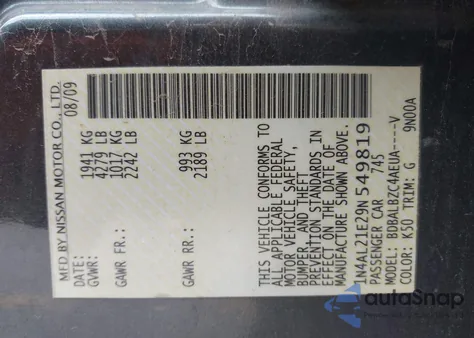 MFD BY NISSAN MOTOR CO., LTD.
DATE: 08/09
GVWR: 1941 KG
4279 LB
GAWR FR.: 1017 KG
2242 LB
GAWR RR.: 993 KG
2189 LB
THIS VEHICLE CONFORMS TO
ALL APPLICABLE FEDERAL
MOTOR VEHICLE SAFETY,
BUMPER, AND THEFT
PREVENTION STANDARDS IN
EFFECT ON THE DATE OF
MANUFACTURE SHOWN ABOVE.
1N4AL21E29N549819
PASSENGER CAR 745
MODEL: BDBALBZC4AEUA----V
COLOR: K50 TRIM: G 9N00A
autoSnap